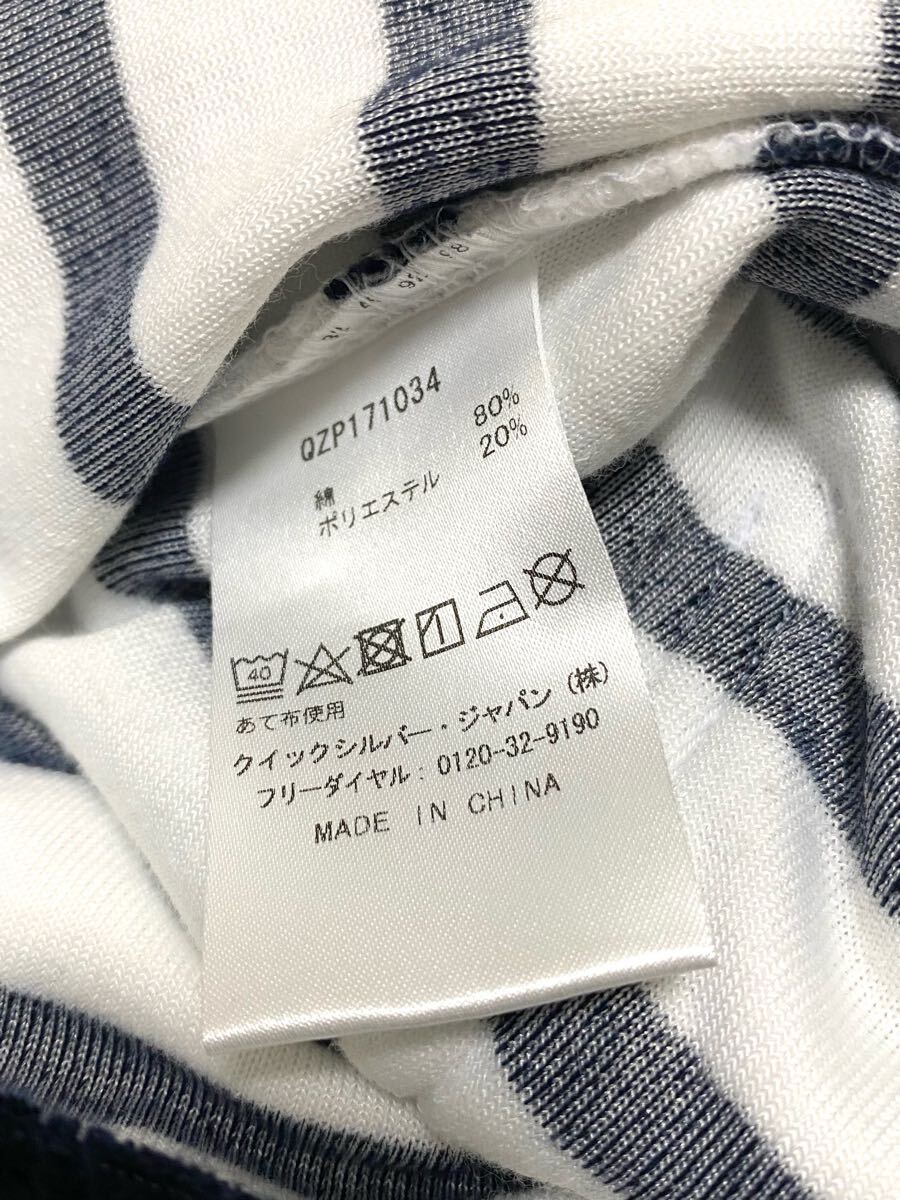 QZP171034
綿 80%
ポリエステル 20%
40
あて布使用
クイックシルバー・ジャパン(株)
フリーダイヤル: 0120-32-9190
MADE IN CHINA